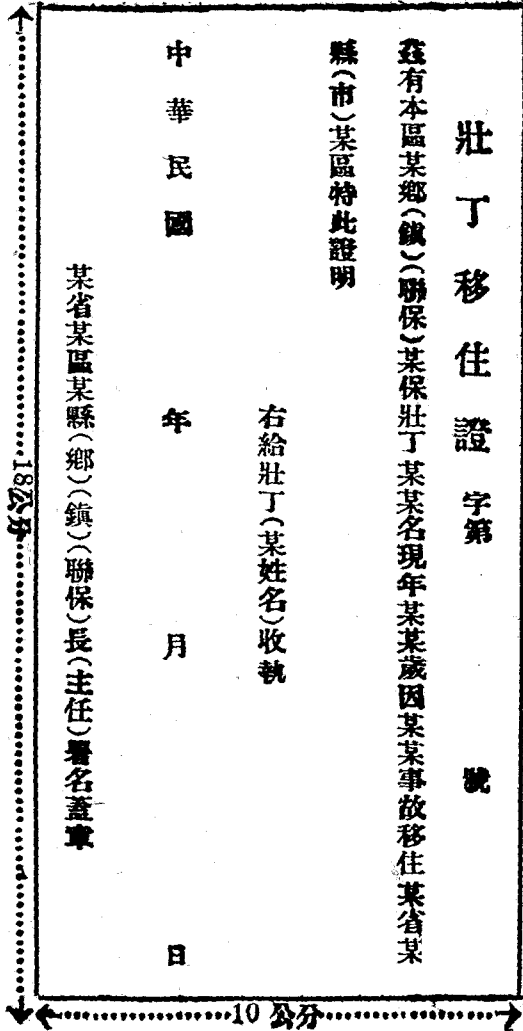 壯丁移住證 字第 號
茲有本區某鄉(鎮)(聯保)某保壯丁某某名現年某某歲因某某事故移住某省某
縣(市)某區特此證明
右給壯丁(某姓名)收執
中華民國 年 月 日
某省某區某縣(鄉)(鎮)(聯保)長(主任)署名蓋章
18公分
10公分